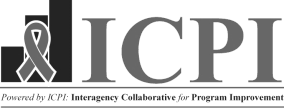 ICPI
Powered by ICPI: Interagency Collaborative for Program Improvement